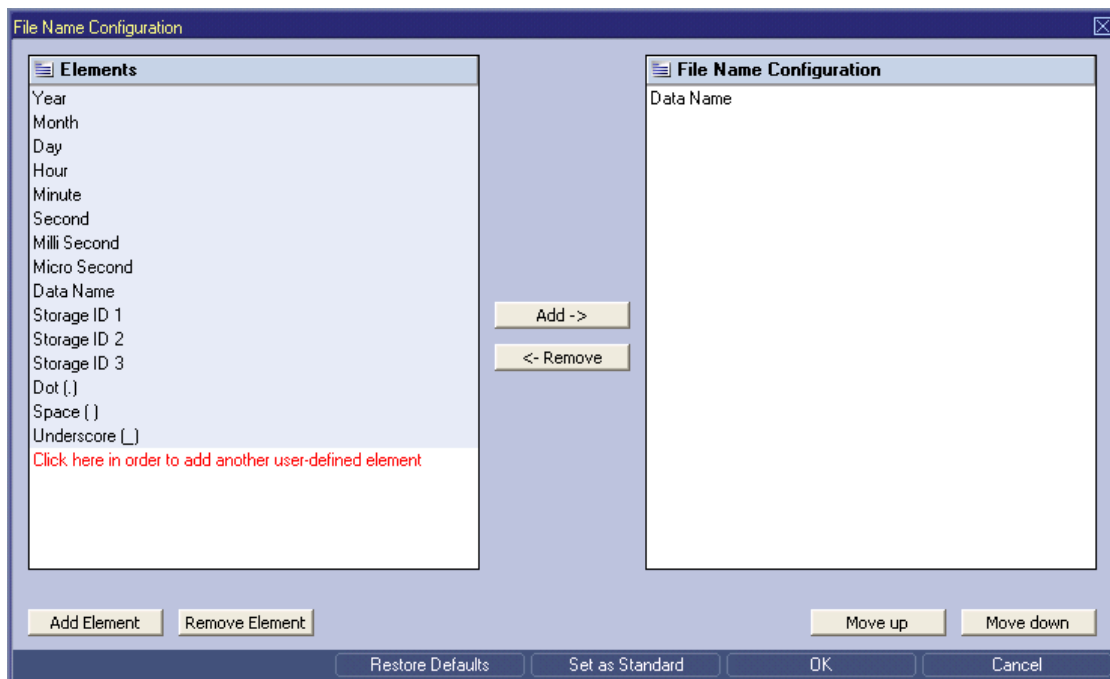 File Name Configuration
Elements
Year
Month
Day
Hour
Minute
Second
Milli Second
Micro Second
Data Name
Storage ID 1
Storage ID 2
Storage ID 3
Dot (.)
Space ( )
Underscore (_)
Click here in order to add another user-defined element
Add ->
<- Remove
File Name Configuration
Data Name
Add Element
Remove Element
Move up
Move down
Restore Defaults
Set as Standard
OK
Cancel